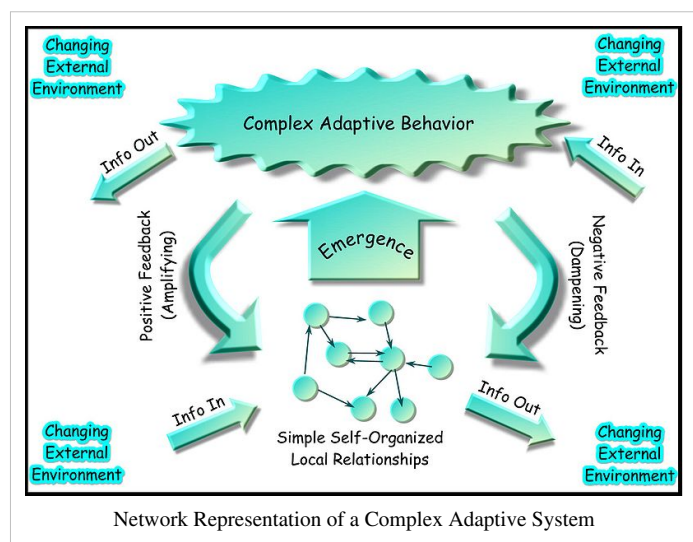 Changing
External
Environment
Changing
External
Environment
Complex Adaptive Behavior
Info Out
Info In
Positive Feedback
(Amplifying)
Emergence
Negative Feedback
(Dampening)
Info In
Info Out
Simple Self-Organized
Local Relationships
Changing
External
Environment
Changing
External
Environment
Network Representation of a Complex Adaptive System